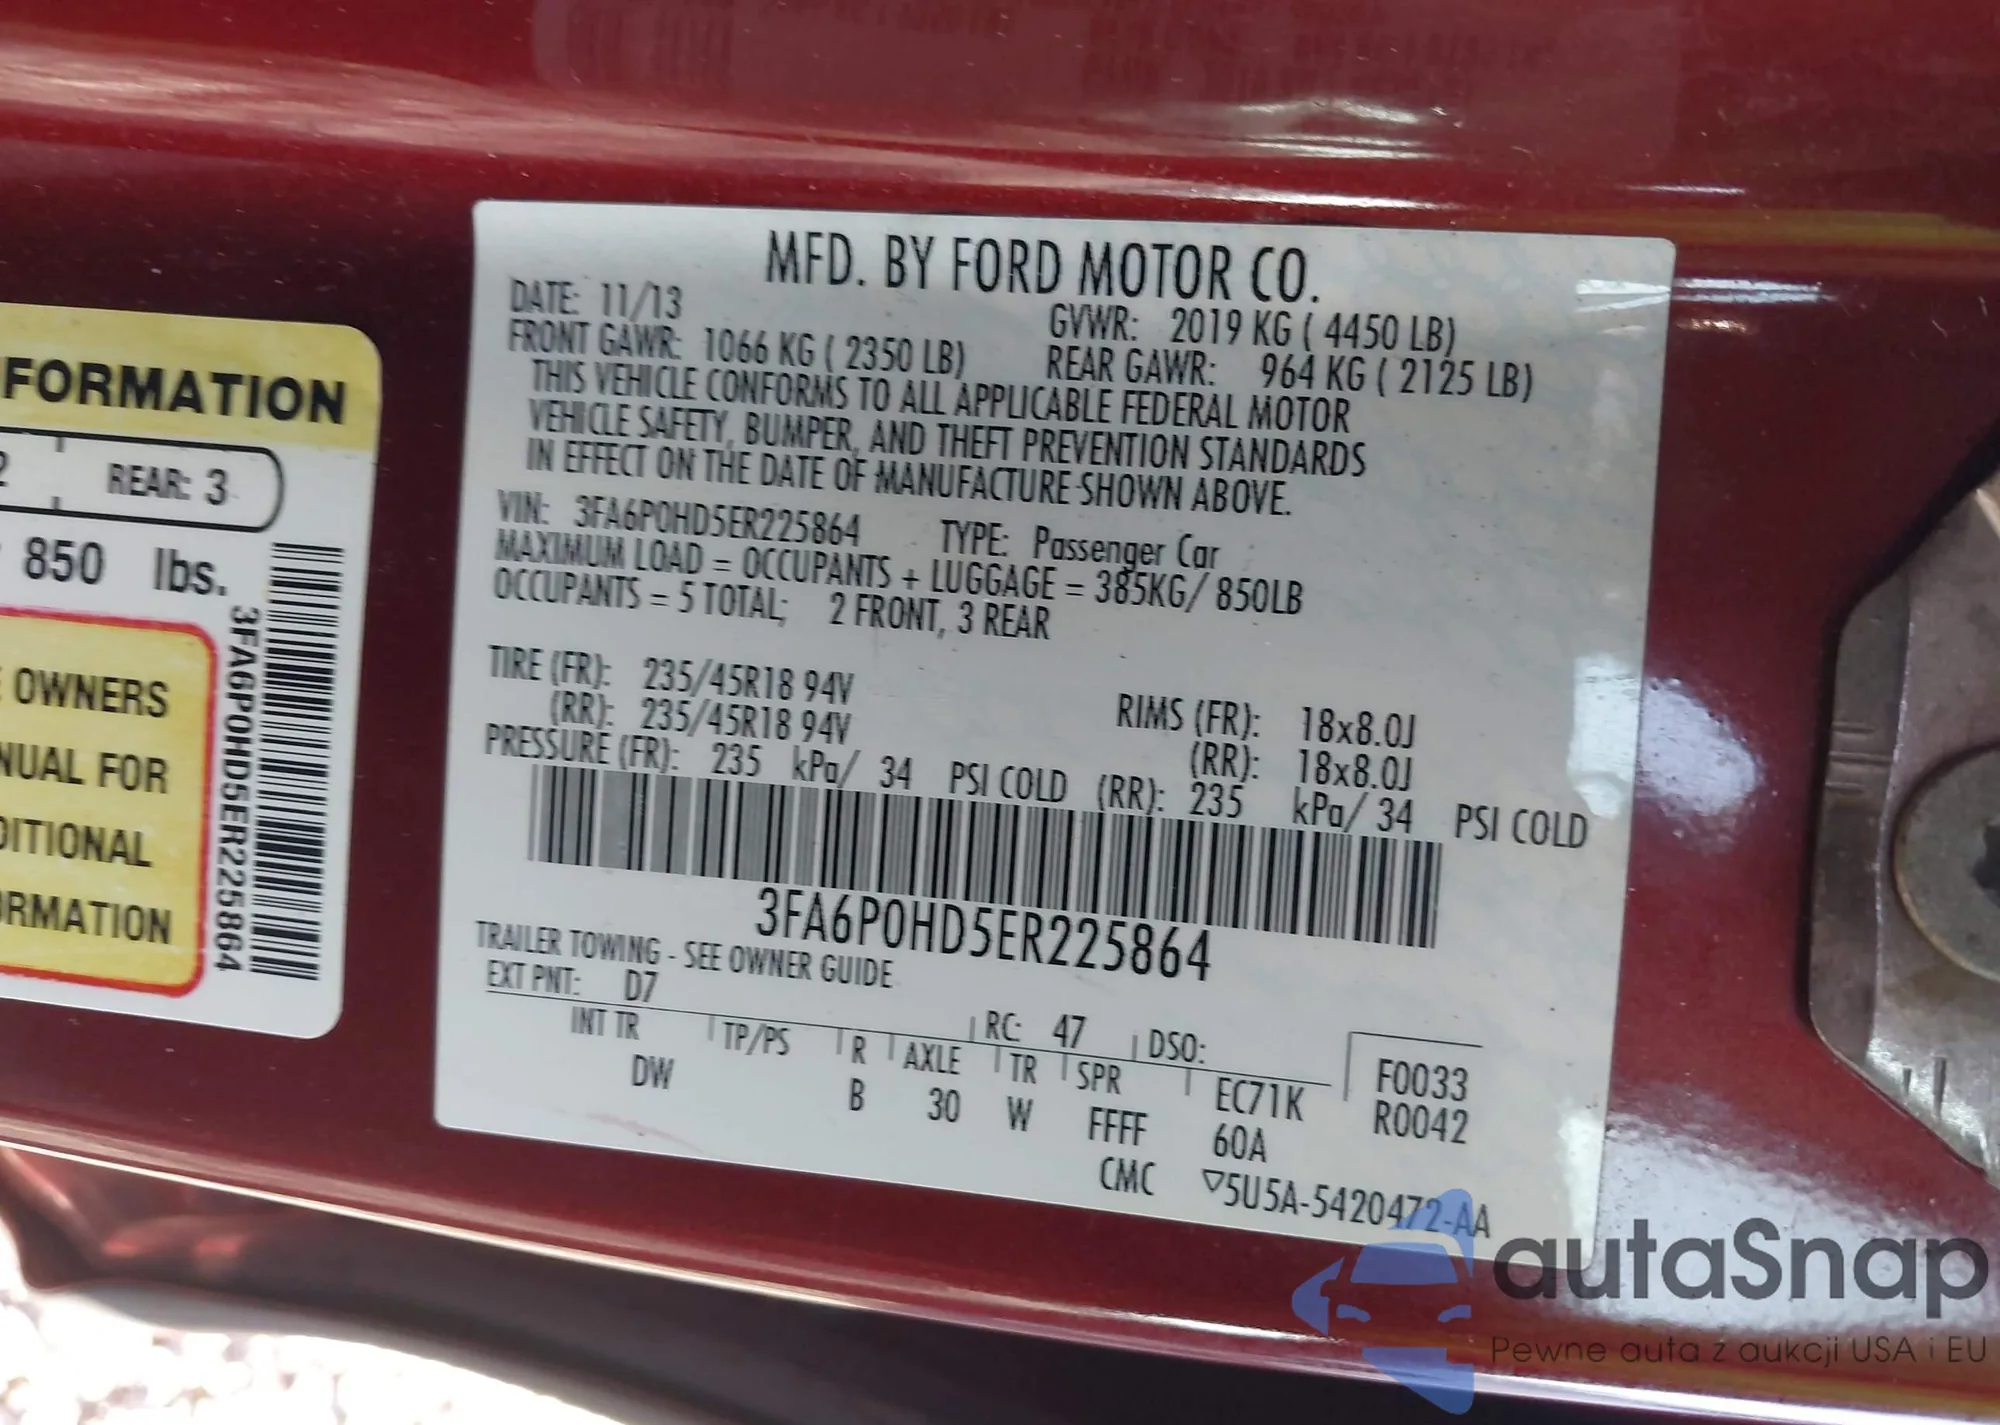 FORMATION
2 REAR: 3
850 lbs.
OWNERS
NUAL FOR
DITIONAL
ORMATION
3FA6P0HD5ER225864
MFD. BY FORD MOTOR CO.
DATE: 11/13 GVWR: 2019 KG ( 4450 LB)
FRONT GAWR: 1066 KG ( 2350 LB) REAR GAWR: 964 KG ( 2125 LB)
THIS VEHICLE CONFORMS TO ALL APPLICABLE FEDERAL MOTOR
VEHICLE SAFETY, BUMPER, AND THEFT PREVENTION STANDARDS
IN EFFECT ON THE DATE OF MANUFACTURE SHOWN ABOVE.
VIN: 3FA6P0HD5ER225864 TYPE: Passenger Car
MAXIMUM LOAD = OCCUPANTS + LUGGAGE = 385KG/ 850LB
OCCUPANTS = 5 TOTAL; 2 FRONT, 3 REAR
TIRE (FR): 235/45R18 94V RIMS (FR): 18x8.0J
(RR): 235/45R18 94V (RR): 18x8.0J
PRESSURE (FR): 235 kPa/ 34 PSI COLD (RR): 235 kPa/ 34 PSI COLD
3FA6P0HD5ER225864
TRAILER TOWING - SEE OWNER GUIDE
EXT PNT: D7 RC: 47 DSO: F0033
INT TR TP/PS R AXLE TR SPR EC71K R0042
DW B 30 W FFFF 60A
CMC ▽5U5A-5420472-AA
autaSnap
Pewne auta z aukcji USA i EU